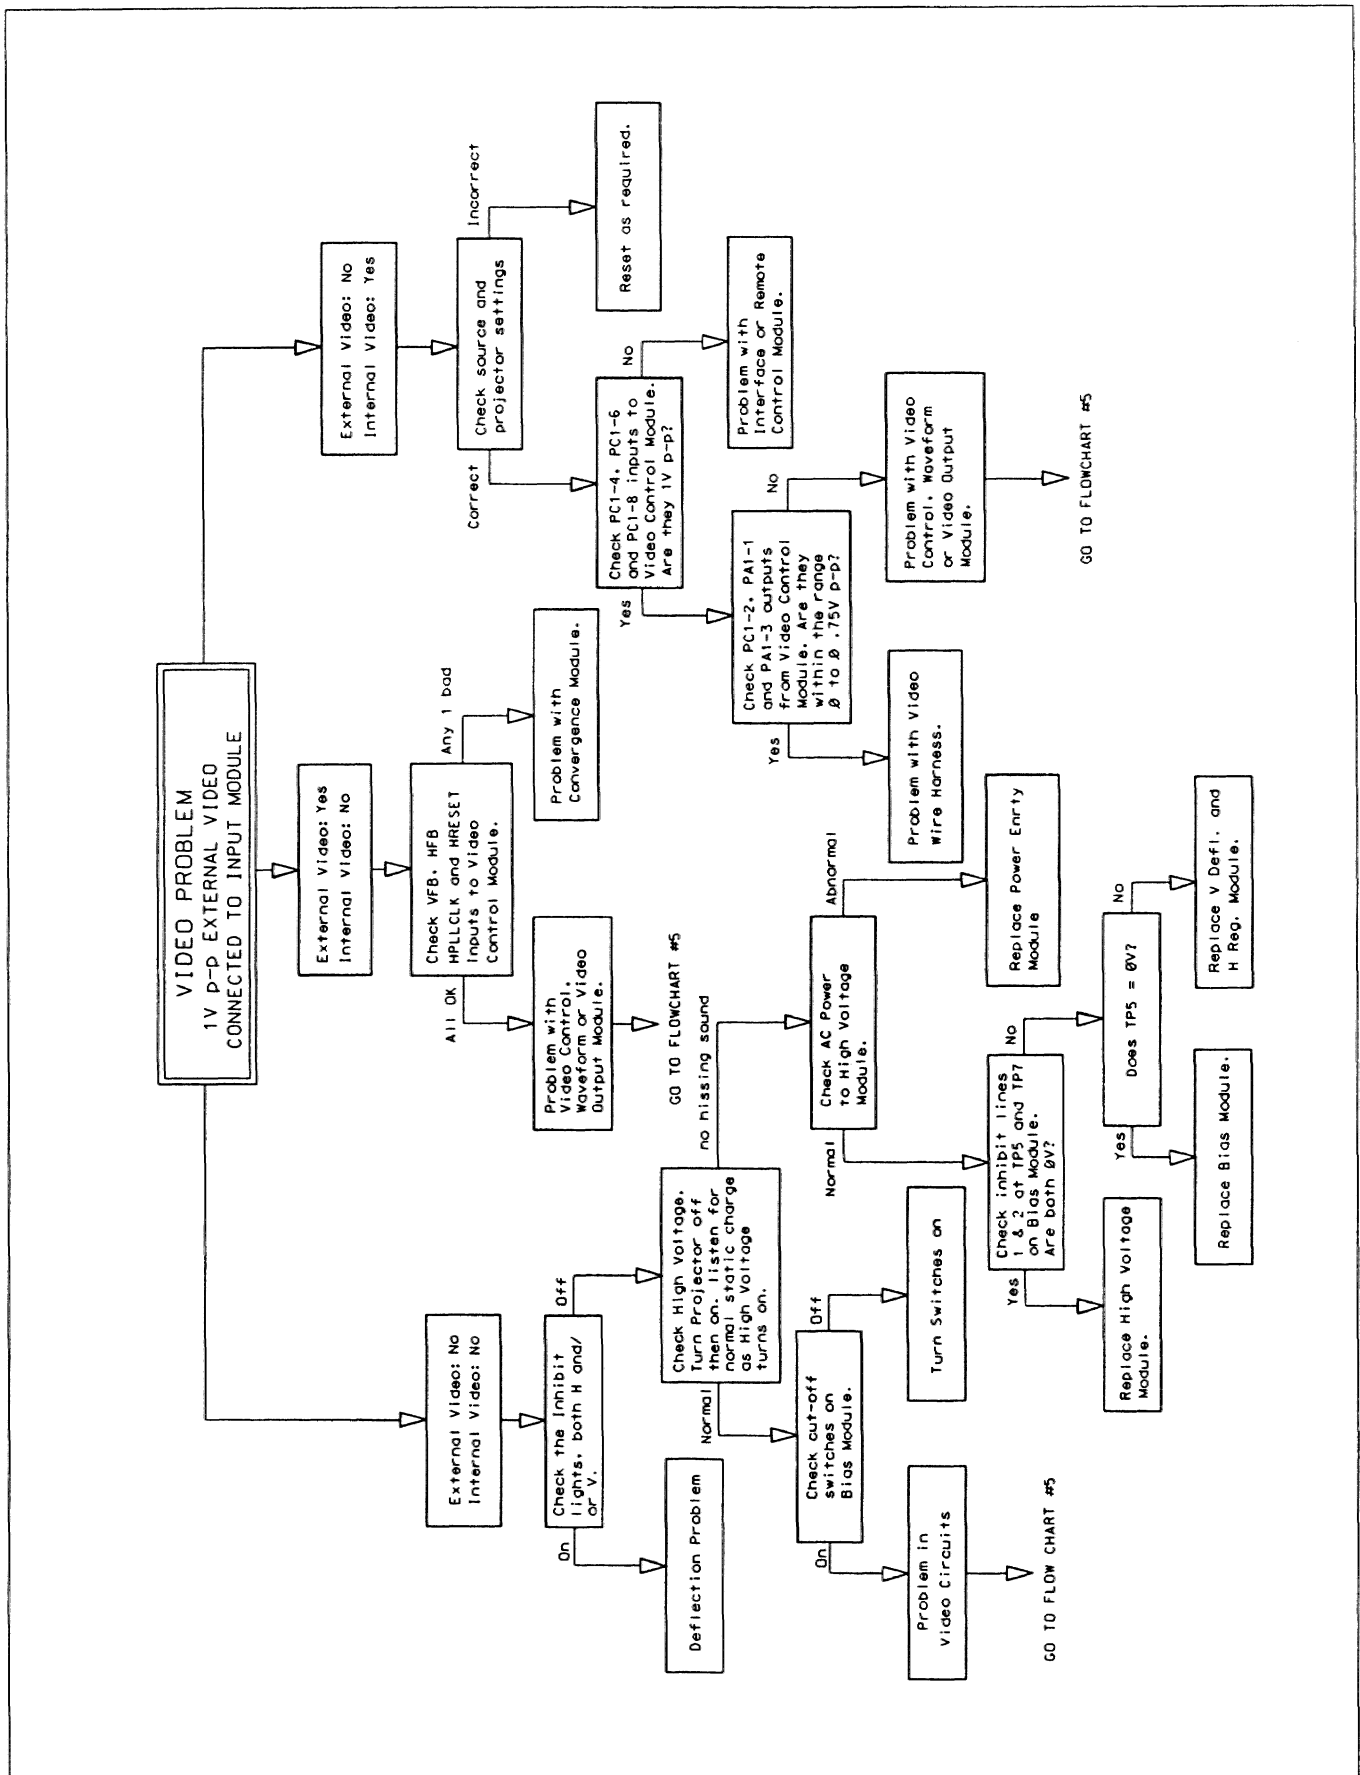 VIDEO PROBLEM
1V p-p EXTERNAL VIDEO
CONNECTED TO INPUT MODULE
External Video: No
Internal Video: No
Check the Inhibit
lights, both H and/
or V.
On
Off
Deflection Problem
Check High Voltage.
Turn Projector off
then on. listen for
normal static charge
as High Voltage
turns on.
Normal
no hissing sound
Check cut-off
switches on
Bias Module.
On
Off
Problem in
Video Circuits
GO TO FLOW CHART #5
Turn Switches on
Check AC Power
to High Voltage
Module.
Normal
Abnormal
Check inhibit lines
1 & 2 at TP5 and TP7
on Bias Module.
Are both 0V?
Yes
No
Replace High Voltage
Module.
Does TP5 = 0V?
Yes
No
Replace Bias Module.
Replace V Defl. and
H Reg. Module.
Replace Power Enrty
Module
External Video: Yes
Internal Video: No
Check VFB, HFB
HPLLCLK and HRESET
Inputs to Video
Control Module.
All OK
Any 1 bad
Problem with
Video Control,
Waveform or Video
Output Module.
GO TO FLOWCHART #5
Problem with
Convergence Module.
External Video: No
Internal Video: Yes
Check source and
projector settings
Correct
Incorrect
Reset as required.
Check PC1-4, PC1-6
and PC1-8 inputs to
Video Control Module.
Are they 1V p-p?
Yes
No
Problem with
Interface or Remote
Control Module.
Check PC1-2, PA1-1
and PA1-3 outputs
from Video Control
Module. Are they
within the range
0 to 0 .75V p-p?
Yes
No
Problem with Video
Wire Harness.
Problem with Video
Control, Waveform
or Video Output
Module.
GO TO FLOWCHART #5